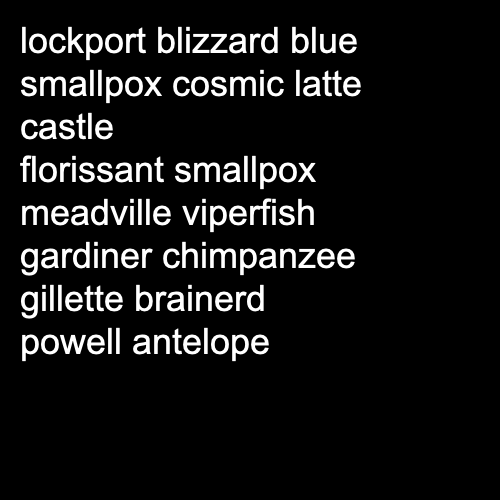 lockport blizzard blue
smallpox cosmic latte
castle
florissant smallpox
meadville viperfish
gardiner chimpanzee
gillette brainerd
powell antelope